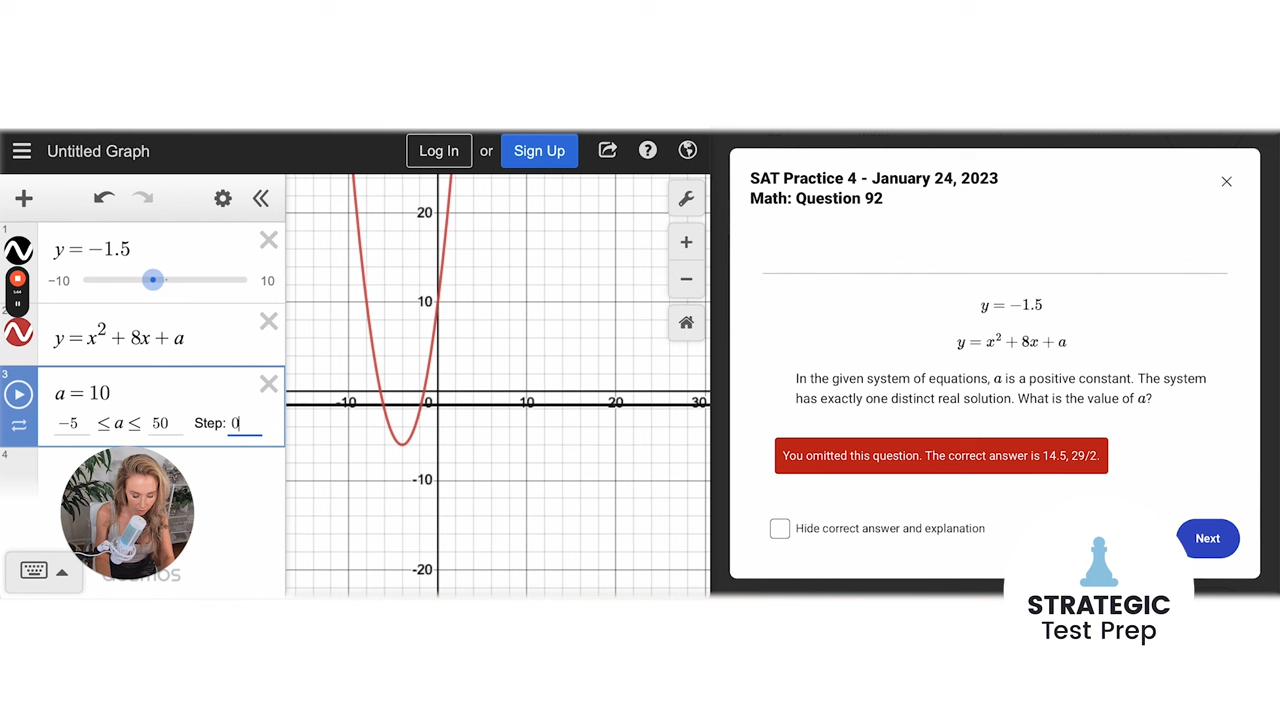 Untitled Graph
Log In or Sign Up
1
y = −1.5
−10 10
2
y = x² + 8x + a
3
a = 10
−5 ≤ a ≤ 50 Step: 0
4
20
10
-10 0 10 20 30
-10
-20
SAT Practice 4 - January 24, 2023
Math: Question 92
y = −1.5
y = x² + 8x + a
In the given system of equations, a is a positive constant. The system
has exactly one distinct real solution. What is the value of a?
You omitted this question. The correct answer is 14.5, 29/2.
Hide correct answer and explanation
Next
STRATEGIC
Test Prep